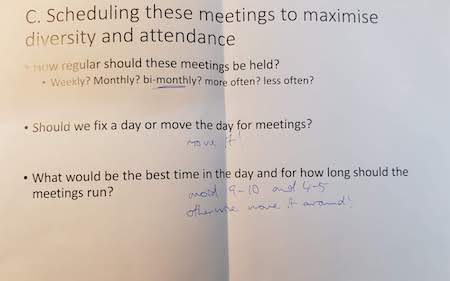 C. Scheduling these meetings to maximise
diversity and attendance
• How regular should these meetings be held?
• Weekly? Monthly? bi-monthly? more often? less often?
• Should we fix a day or move the day for meetings?
move it!
• What would be the best time in the day and for how long should the
meetings run?
avoid 9-10 and 4-5
otherwise move it around!